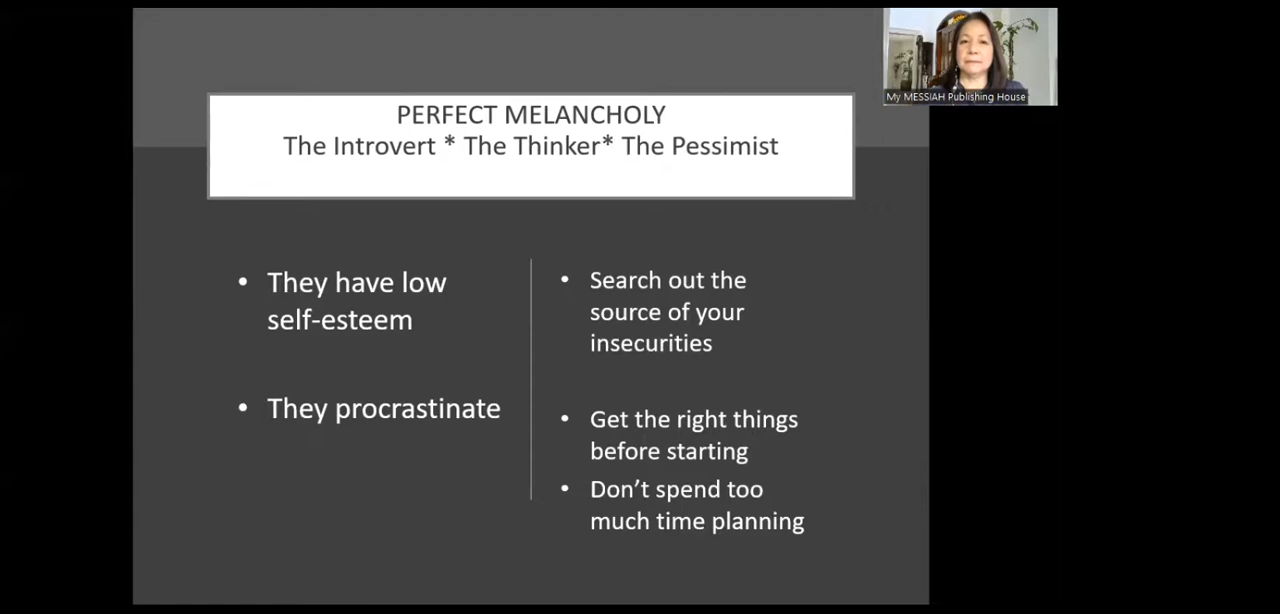 My MESSIAH Publishing House
PERFECT MELANCHOLY
The Introvert * The Thinker* The Pessimist
• They have low
self-esteem
• They procrastinate
• Search out the
source of your
insecurities
• Get the right things
before starting
• Don’t spend too
much time planning